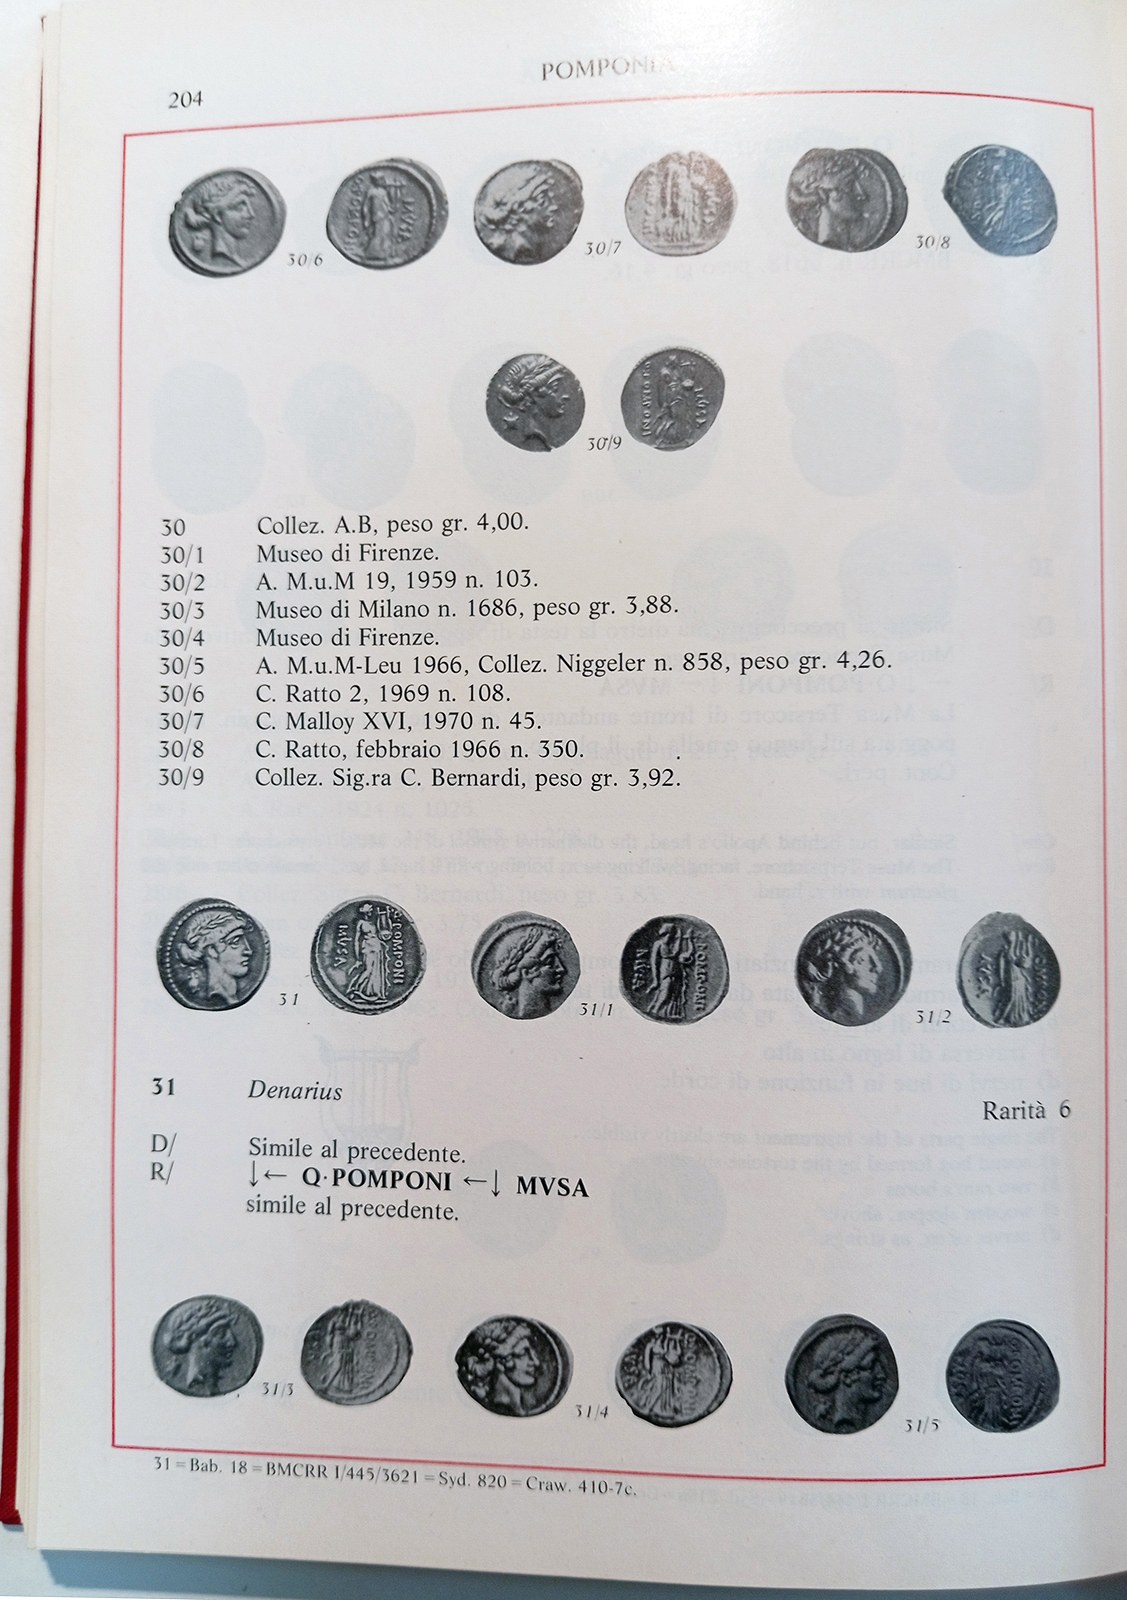 POMPONIA
204
30/6
30/7
30/8
30/9
30 Collez. A.B, peso gr. 4,00.
30/1 Museo di Firenze.
30/2 A. M.u.M 19, 1959 n. 103.
30/3 Museo di Milano n. 1686, peso gr. 3,88.
30/4 Museo di Firenze.
30/5 A. M.u.M-Leu 1966, Collez. Niggeler n. 858, peso gr. 4,26.
30/6 C. Ratto 2, 1969 n. 108.
30/7 C. Malloy XVI, 1970 n. 45.
30/8 C. Ratto, febbraio 1966 n. 350.
30/9 Collez. Sig.ra C. Bernardi, peso gr. 3,92.
31
31/1
31/2
31 Denarius
Rarità 6
D/ Simile al precedente.
R/ ↓← Q·POMPONI ←↓ MVSA
simile al precedente.
31/3
31/4
31/5
31 = Bab. 18 = BMCRR I/445/3621 = Syd. 820 = Craw. 410-7c.